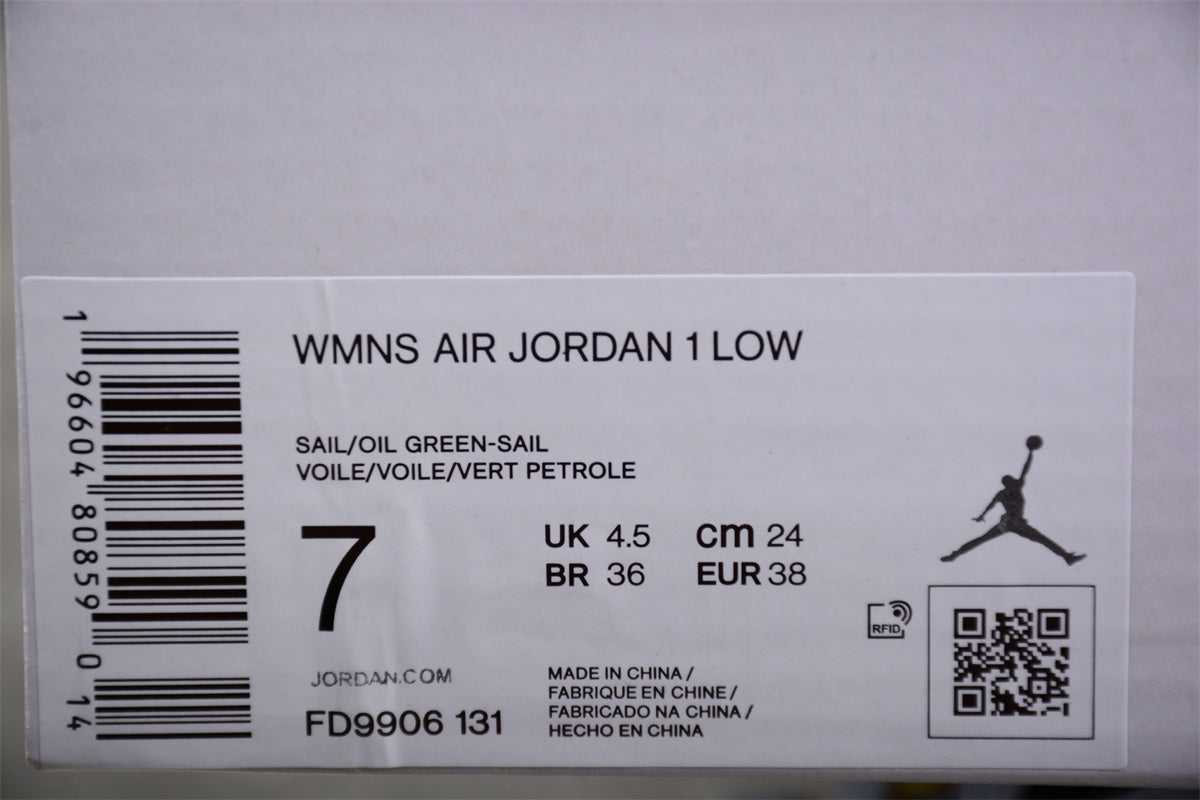 WMNS AIR JORDAN 1 LOW
SAIL/OIL GREEN-SAIL
VOILE/VOILE/VERT PETROLE
7
UK 4.5 cm 24
BR 36 EUR 38
RFID
JORDAN.COM
FD9906 131
MADE IN CHINA /
FABRIQUE EN CHINE /
FABRICADO NA CHINA /
HECHO EN CHINA
1 96604 80859 0 14